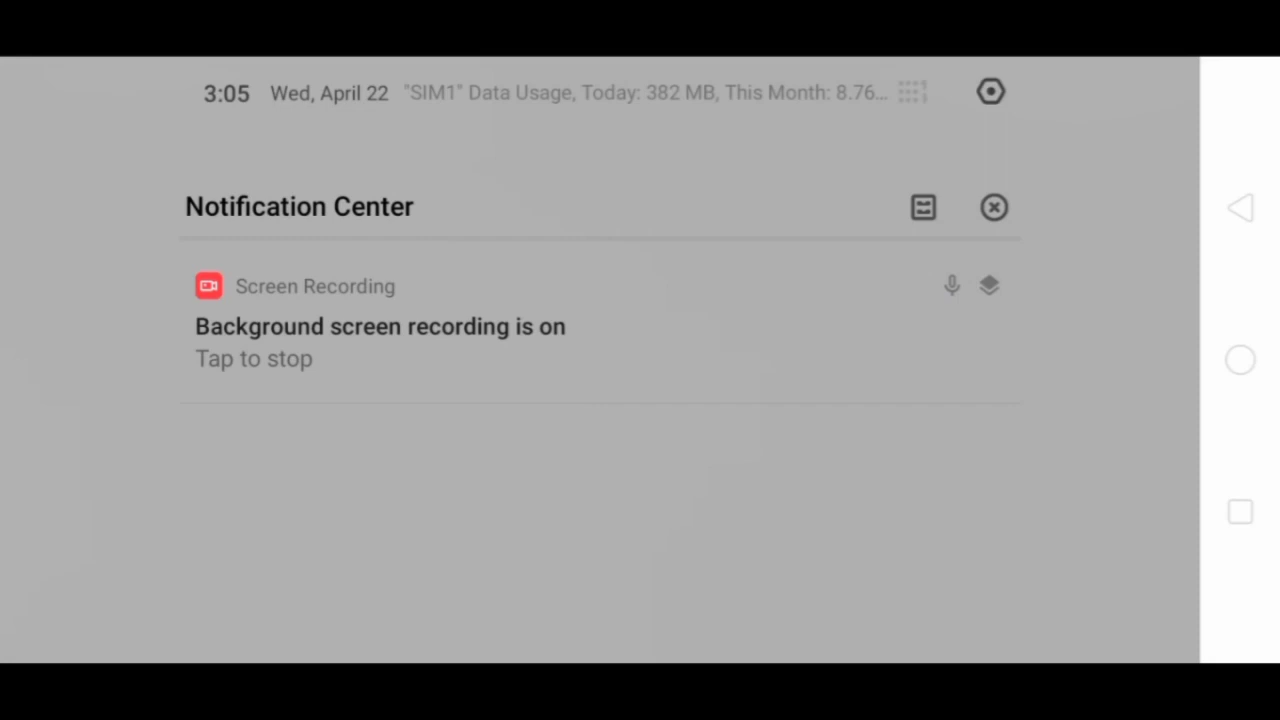 3:05 Wed, April 22 "SIM1" Data Usage, Today: 382 MB, This Month: 8.76...
Notification Center
Screen Recording
Background screen recording is on
Tap to stop